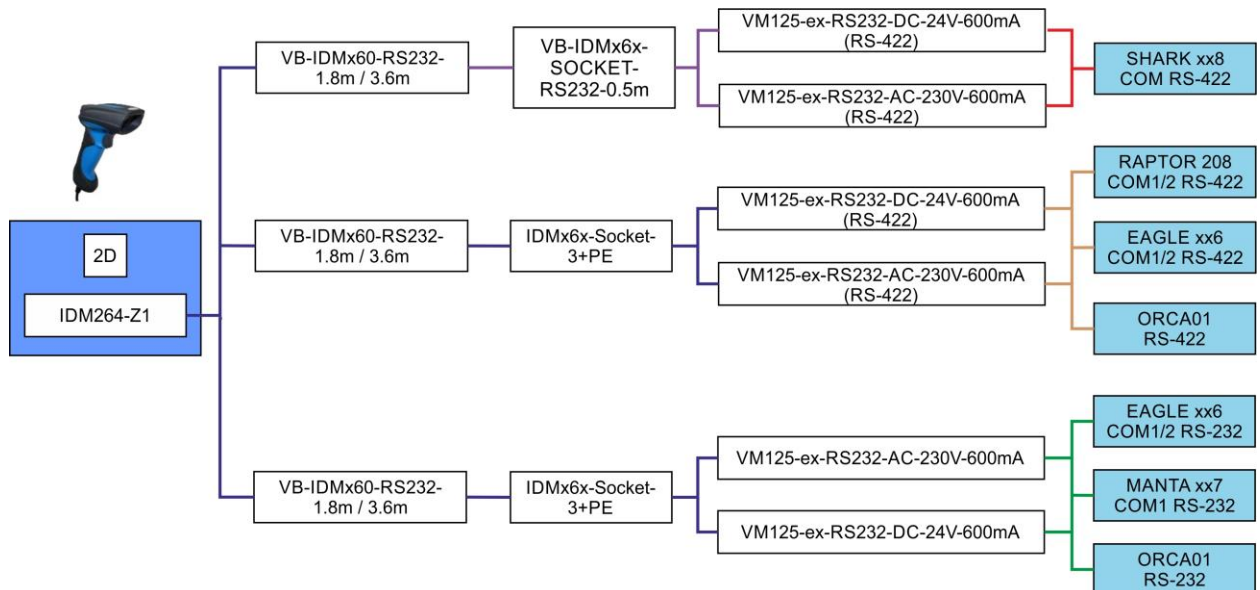 VB-IDMx60-RS232-
1.8m / 3.6m
VB-IDMx6x-
SOCKET-
RS232-0.5m
VM125-ex-RS232-DC-24V-600mA
(RS-422)
VM125-ex-RS232-AC-230V-600mA
(RS-422)
SHARK xx8
COM RS-422
2D
IDM264-Z1
VB-IDMx60-RS232-
1.8m / 3.6m
IDMx6x-Socket-
3+PE
VM125-ex-RS232-DC-24V-600mA
(RS-422)
VM125-ex-RS232-AC-230V-600mA
(RS-422)
RAPTOR 208
COM1/2 RS-422
EAGLE xx6
COM1/2 RS-422
ORCA01
RS-422
VB-IDMx60-RS232-
1.8m / 3.6m
IDMx6x-Socket-
3+PE
VM125-ex-RS232-AC-230V-600mA
VM125-ex-RS232-DC-24V-600mA
EAGLE xx6
COM1/2 RS-232
MANTA xx7
COM1 RS-232
ORCA01
RS-232